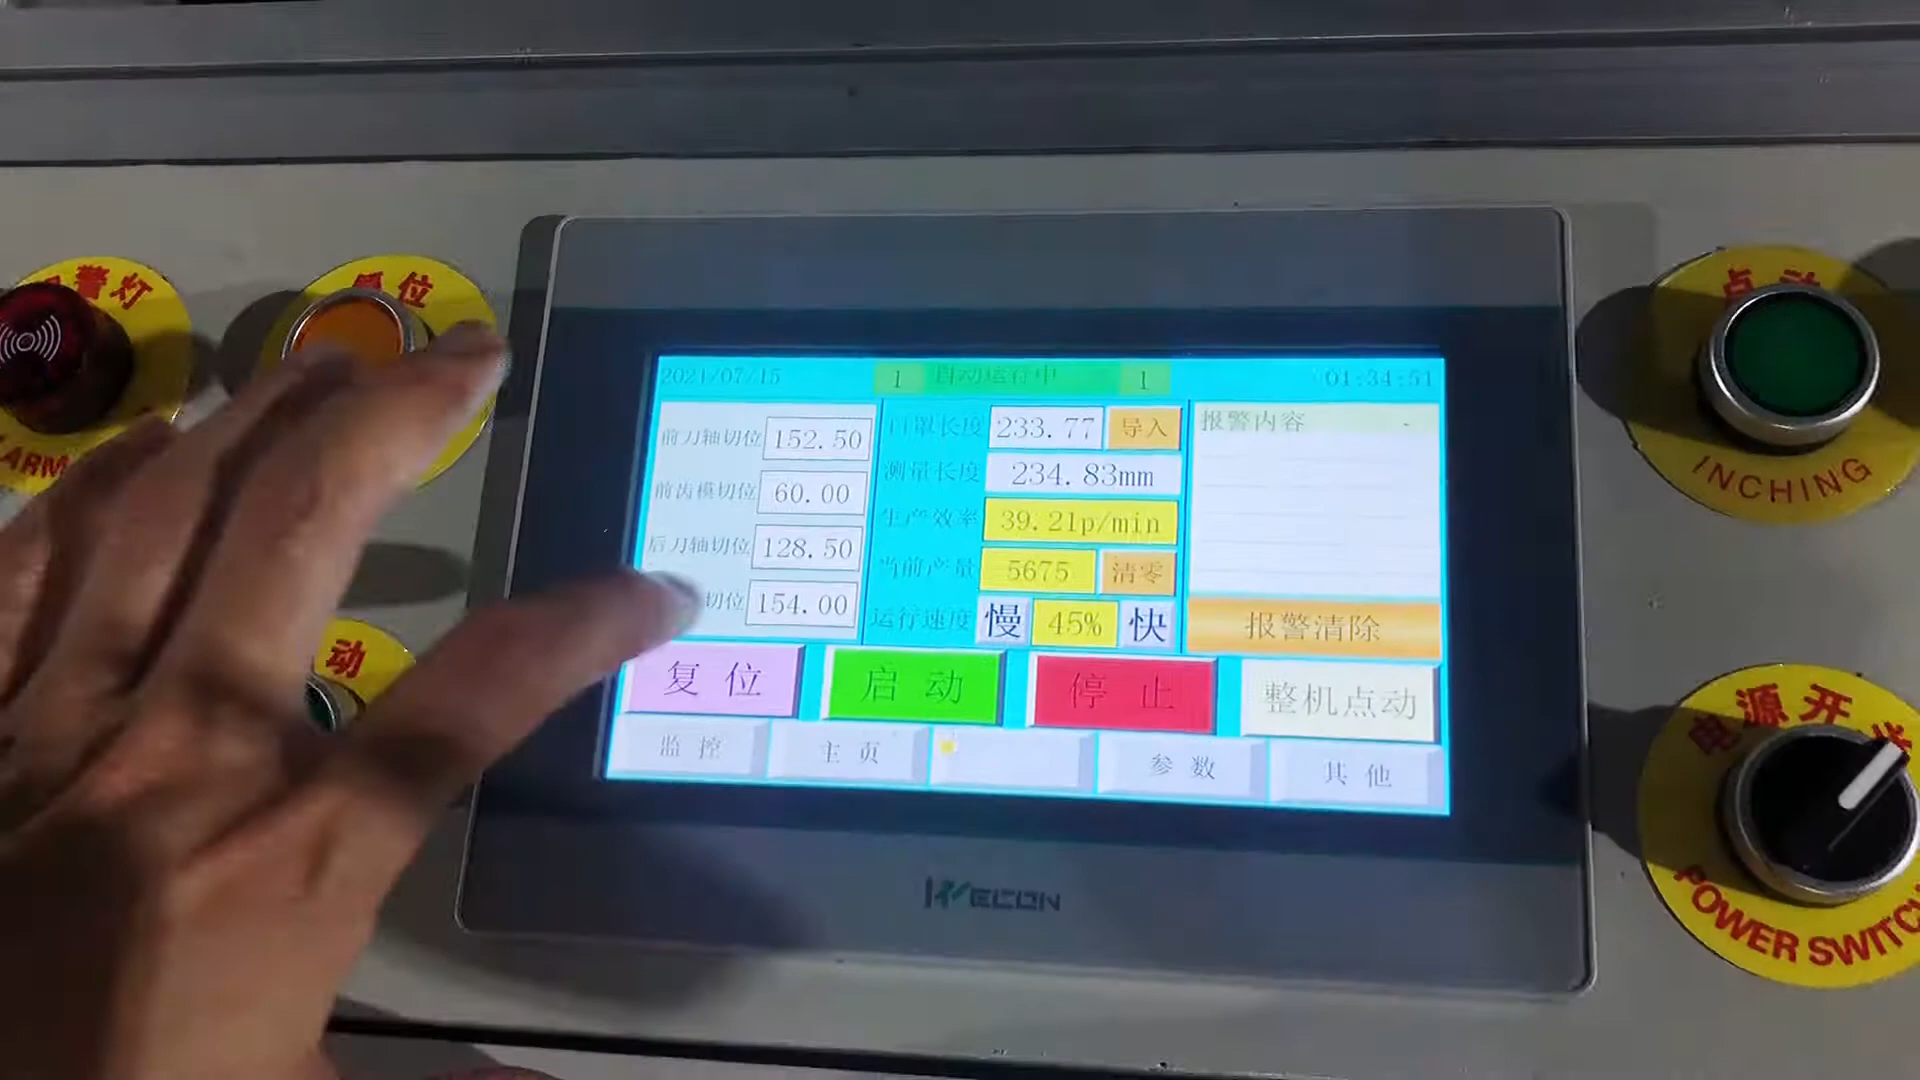 警灯
ARM
复位
动
2021/07/15
1 自动运行中 1
01:34:51
前刀轴切位 152.50
前齿模切位 60.00
后刀轴切位 128.50
切位 154.00
口罩长度 233.77 导入
测量长度 234.83mm
生产效率 39.21p/min
当前产量 5675 清零
运行速度 慢 45% 快
报警内容
报警清除
复位
启动
停止
整机点动
监控
主页
参数
其他
WECON
点动
INCHING
电源开关
POWER SWITCH